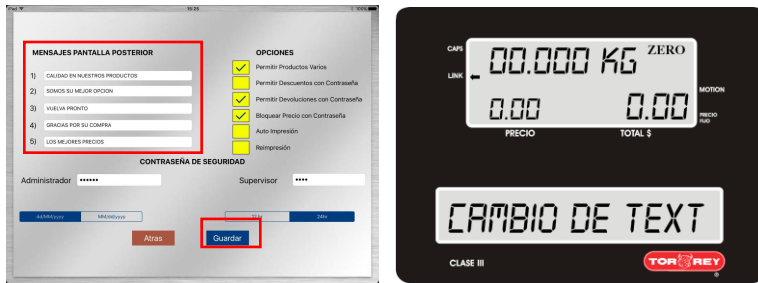 iPad
15:28
100%
MENSAJES PANTALLA POSTERIOR
1) CALIDAD EN NUESTROS PRODUCTOS
2) SOMOS SU MEJOR OPCION
3) VUELVA PRONTO
4) GRACIAS POR SU COMPRA
5) LOS MEJORES PRECIOS
OPCIONES
Permitir Productos Varios
Permitir Descuentos con Contraseña
Permitir Devoluciones con Contraseña
Bloquear Precio con Contraseña
Auto Impresión
Reimpresión
CONTRASEÑA DE SEGURIDAD
Administrador ••••••
Supervisor ••••
dd/MM/yyyy
MM/dd/yyyy
24hr
Atras
Guardar
CAPS
LINK
00.000 KG ZERO
MOTION
0.00
0.00
PRECIO FIJO
PRECIO
TOTAL $
CAMBIO DE TEXT
CLASE III
TOR REY
®